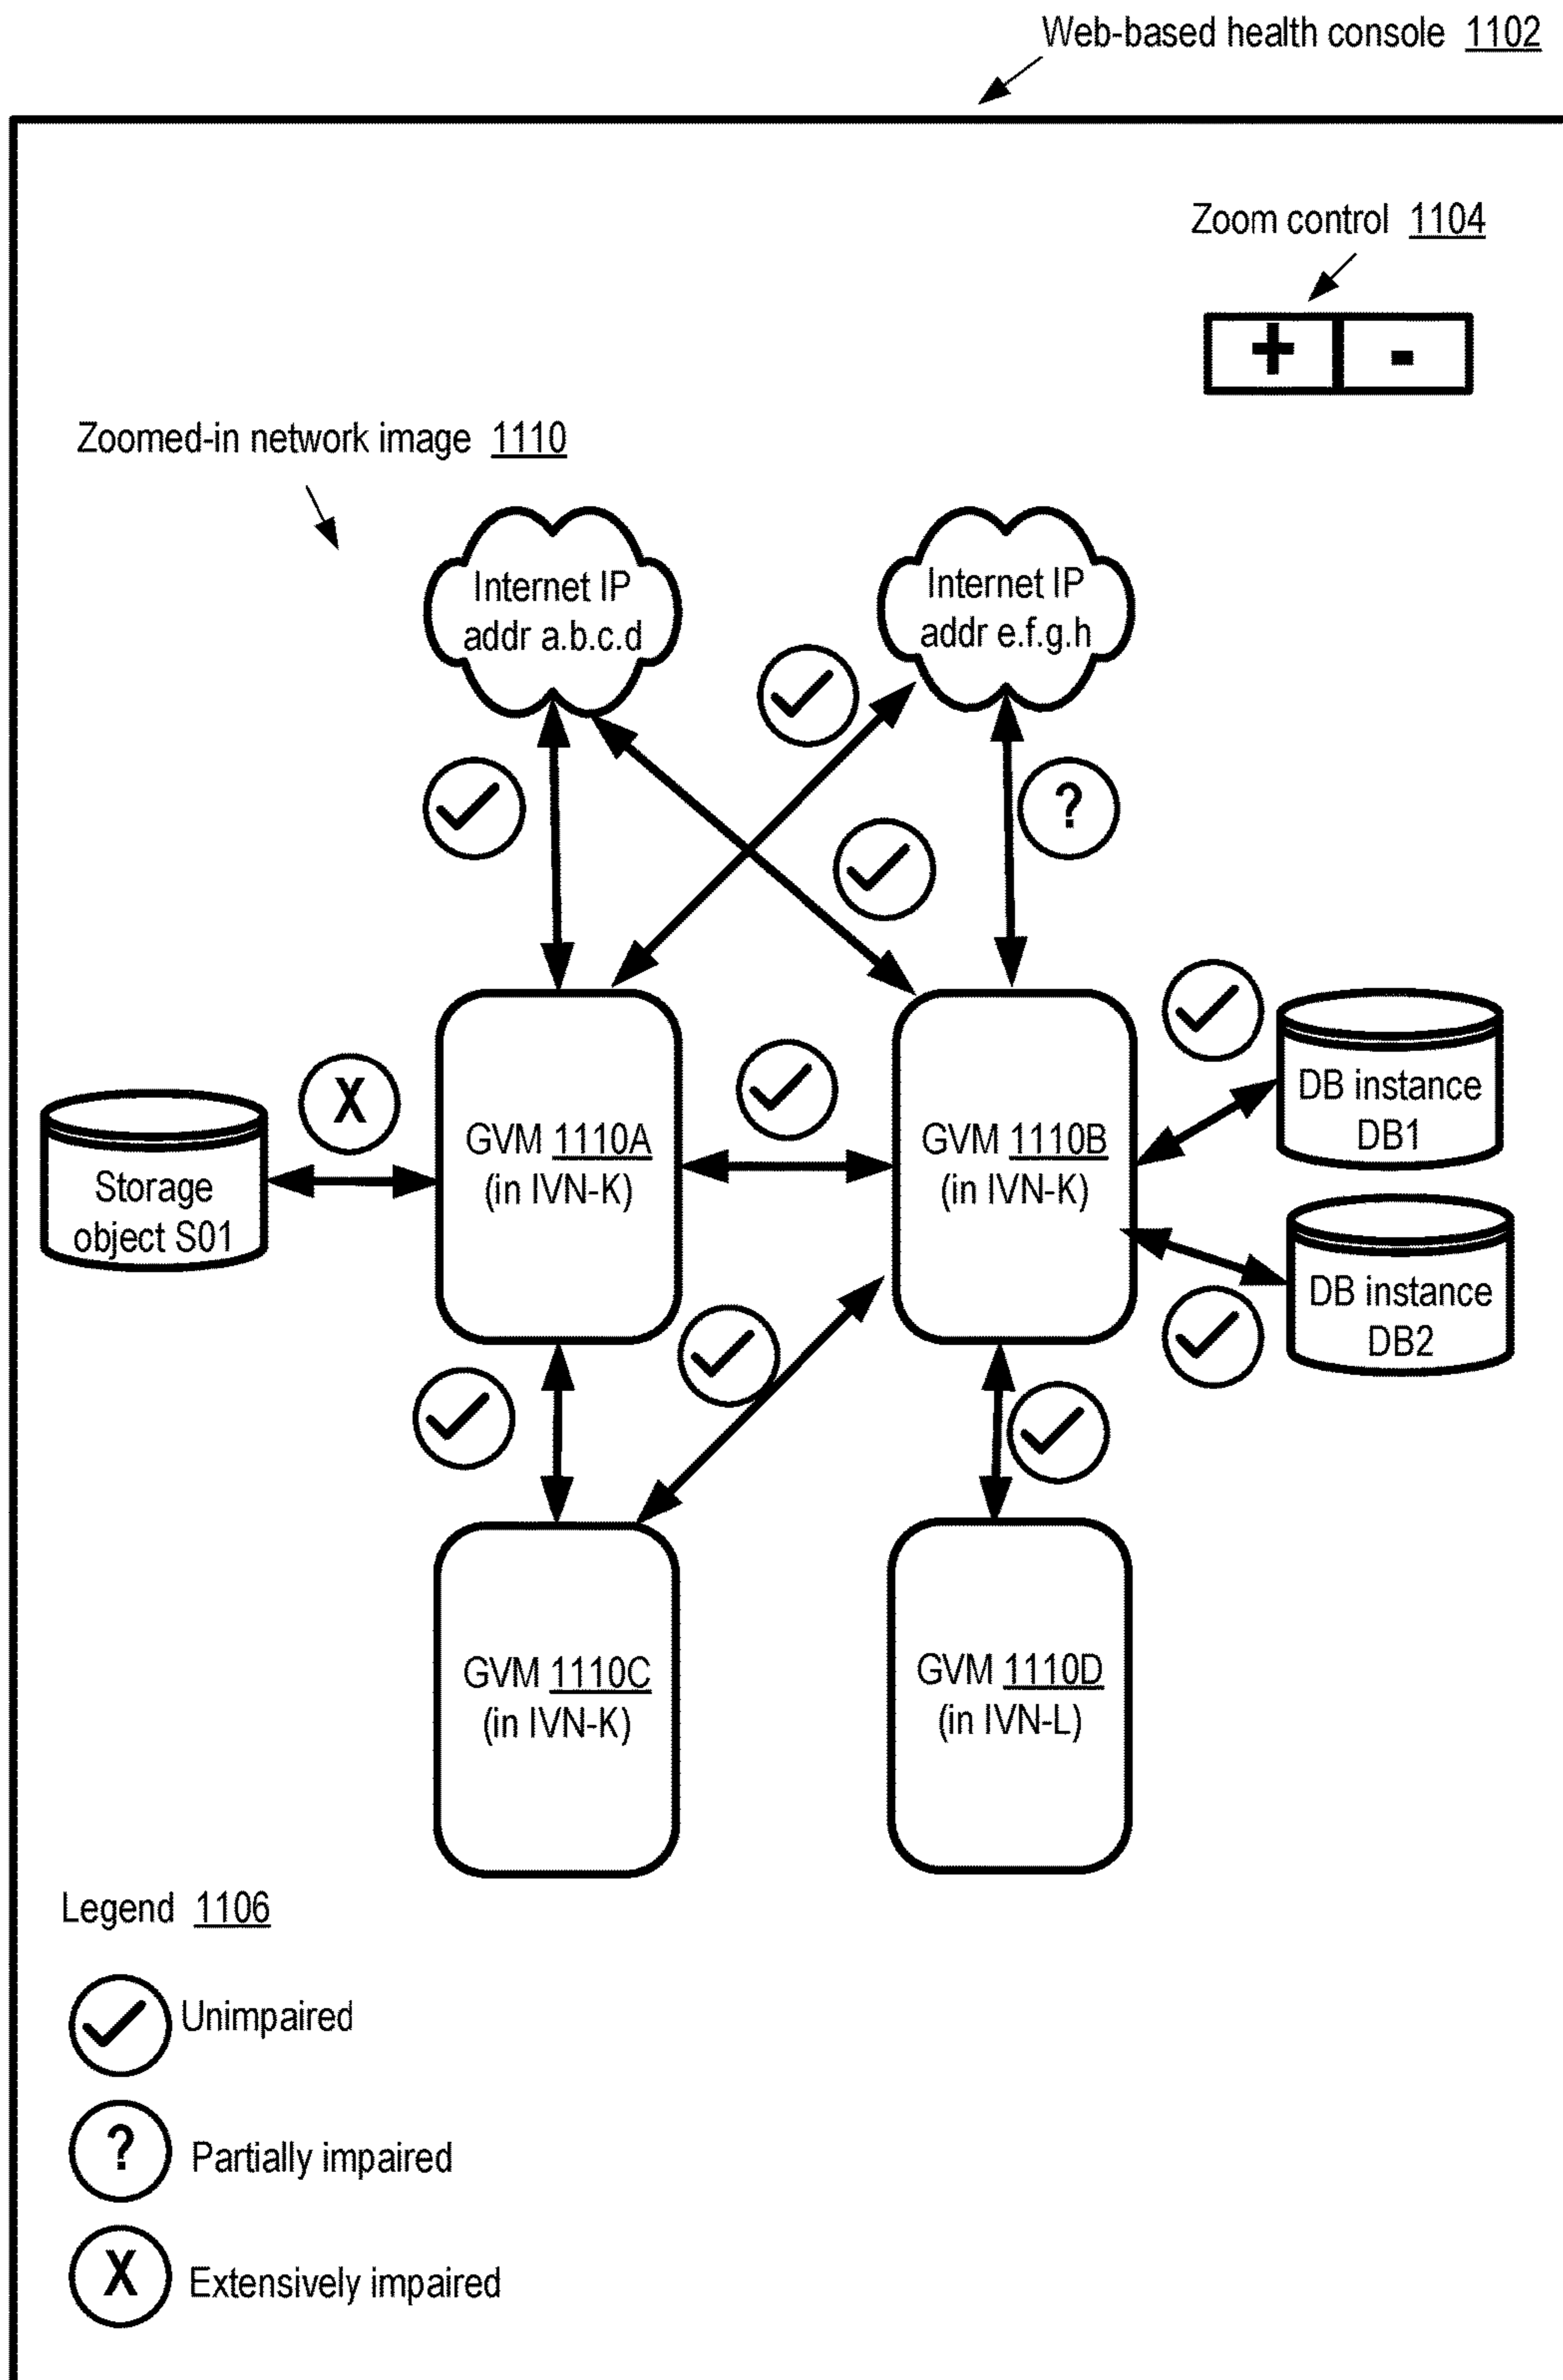 Web-based health console 1102
Zoom control 1104
+ -
Zoomed-in network image 1110
Internet IP
addr a.b.c.d
Internet IP
addr e.f.g.h
?
X
Storage
object S01
GVM 1110A
(in IVN-K)
GVM 1110B
(in IVN-K)
DB instance
DB1
DB instance
DB2
GVM 1110C
(in IVN-K)
GVM 1110D
(in IVN-L)
Legend 1106
Unimpaired
? Partially impaired
X Extensively impaired